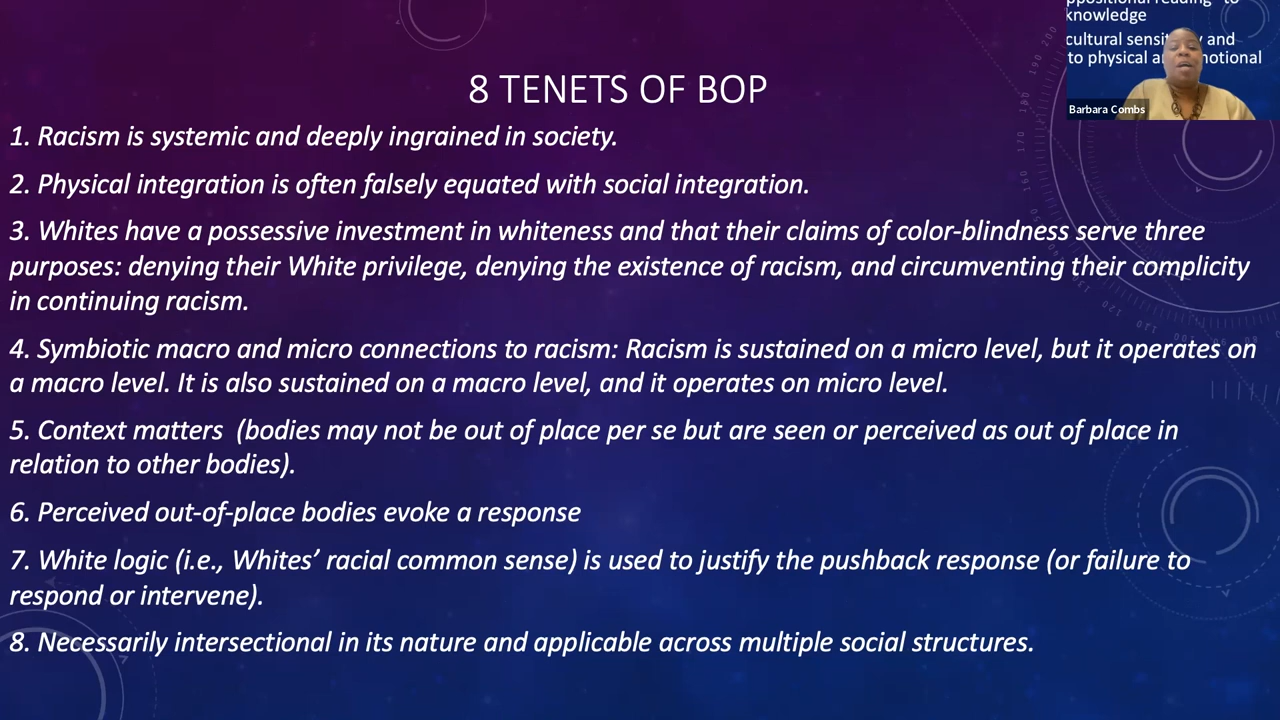 8 TENETS OF BOP
1. Racism is systemic and deeply ingrained in society.
2. Physical integration is often falsely equated with social integration.
3. Whites have a possessive investment in whiteness and that their claims of color-blindness serve three
purposes: denying their White privilege, denying the existence of racism, and circumventing their complicity
in continuing racism.
4. Symbiotic macro and micro connections to racism: Racism is sustained on a micro level, but it operates on
a macro level. It is also sustained on a macro level, and it operates on micro level.
5. Context matters  (bodies may not be out of place per se but are seen or perceived as out of place in
relation to other bodies).
6. Perceived out-of-place bodies evoke a response
7. White logic (i.e., Whites’ racial common sense) is used to justify the pushback response (or failure to
respond or intervene).
8. Necessarily intersectional in its nature and applicable across multiple social structures.
reading" to
knowledge
cultural and
to physical
Barbara Combs
200
190
180
170